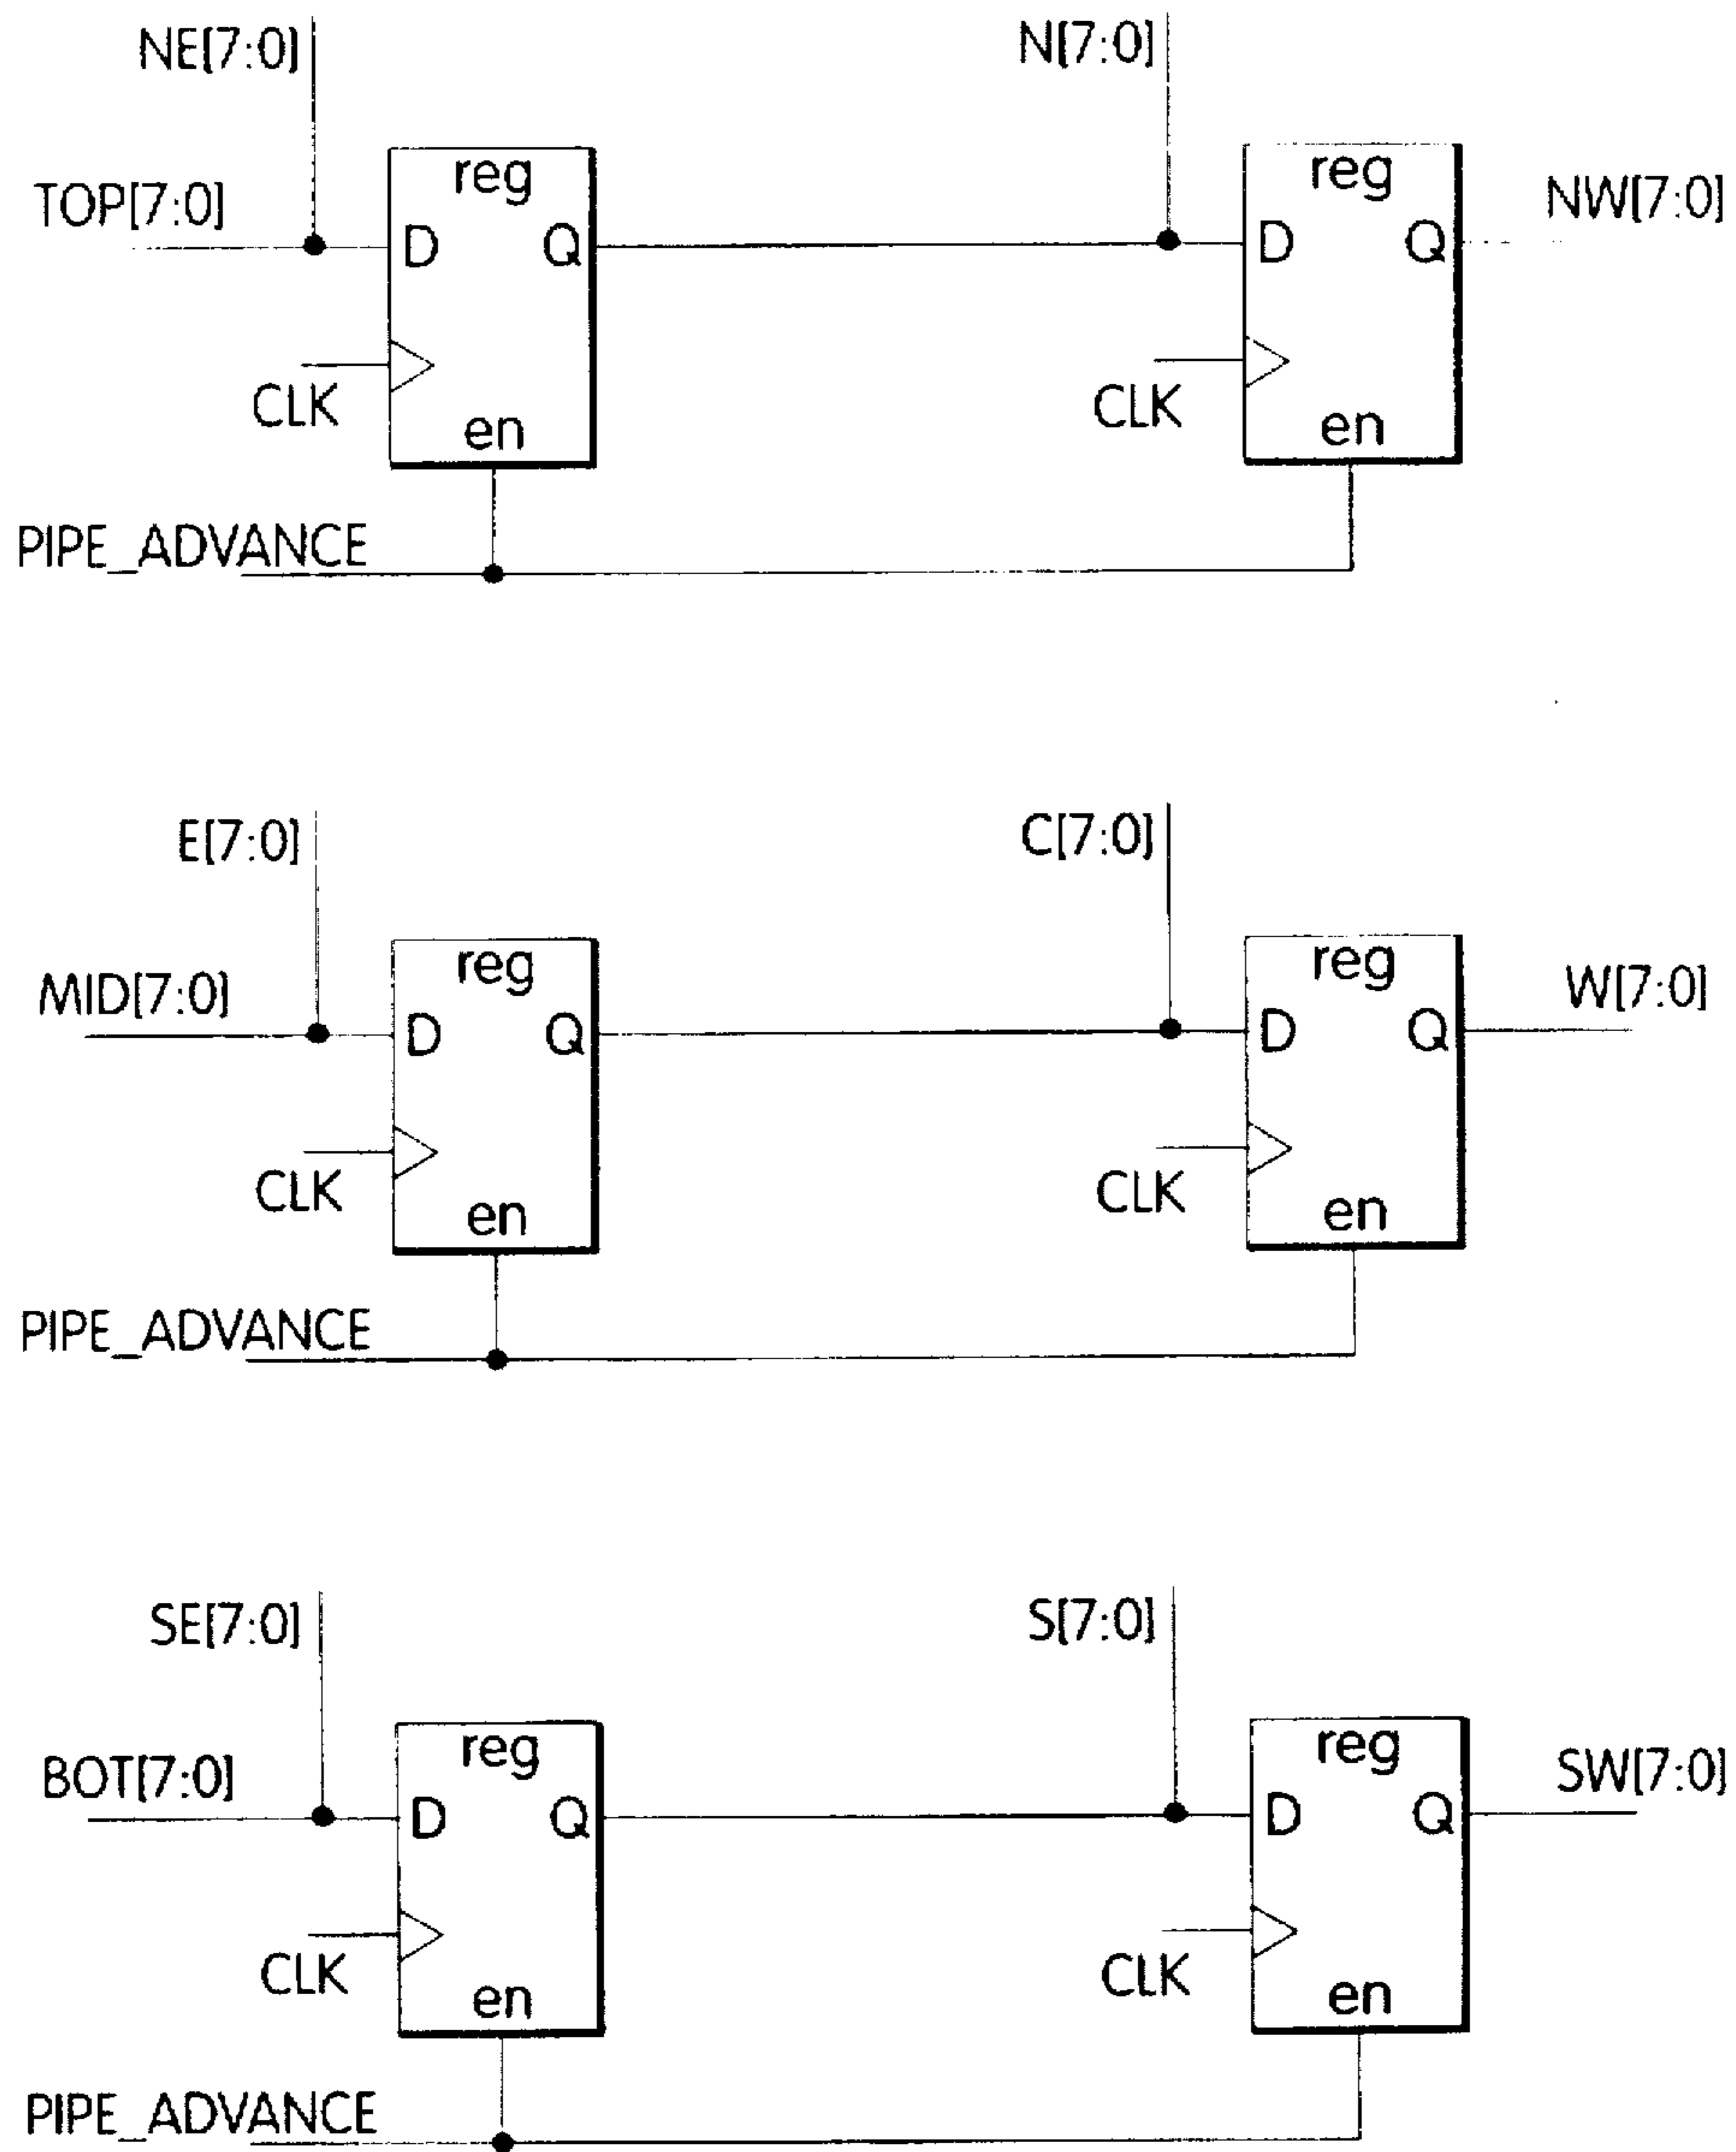 NE[7:0] N[7:0]
reg reg
TOP[7:0] NW[7:0]
D Q D Q
CLK CLK
en en
PIPE_ADVANCE
E[7:0] C[7:0]
reg reg
MID[7:0] W[7:0]
D Q D Q
CLK CLK
en en
PIPE_ADVANCE
SE[7:0] S[7:0]
reg reg
BOT[7:0] SW[7:0]
D Q D Q
CLK CLK
en en
PIPE_ADVANCE